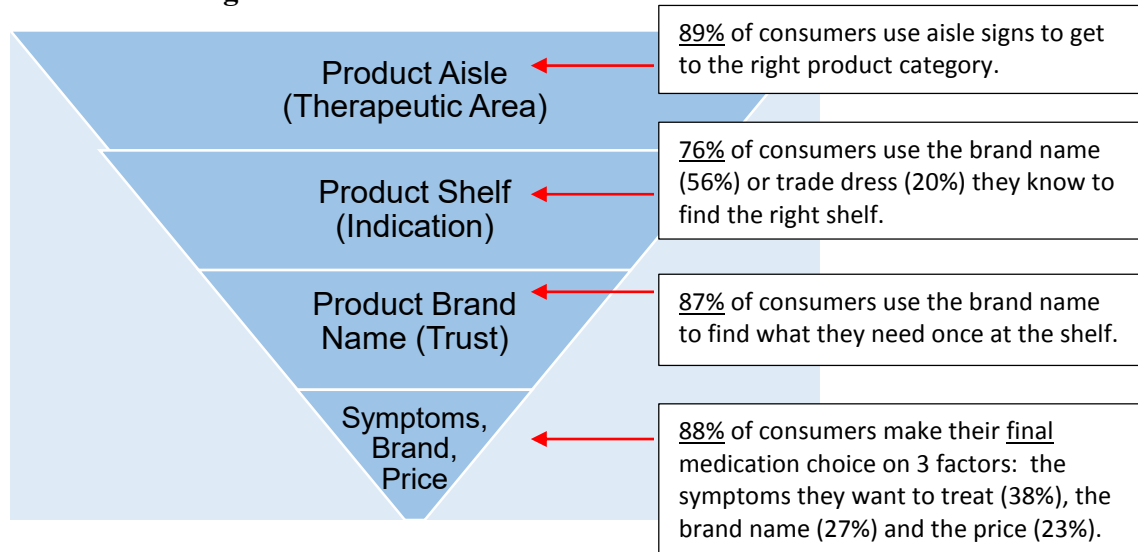 Product Aisle
(Therapeutic Area)
89% of consumers use aisle signs to get
to the right product category.
Product Shelf
(Indication)
76% of consumers use the brand name
(56%) or trade dress (20%) they know to
find the right shelf.
Product Brand
Name (Trust)
87% of consumers use the brand name
to find what they need once at the shelf.
Symptoms,
Brand,
Price
88% of consumers make their final
medication choice on 3 factors: the
symptoms they want to treat (38%), the
brand name (27%) and the price (23%).